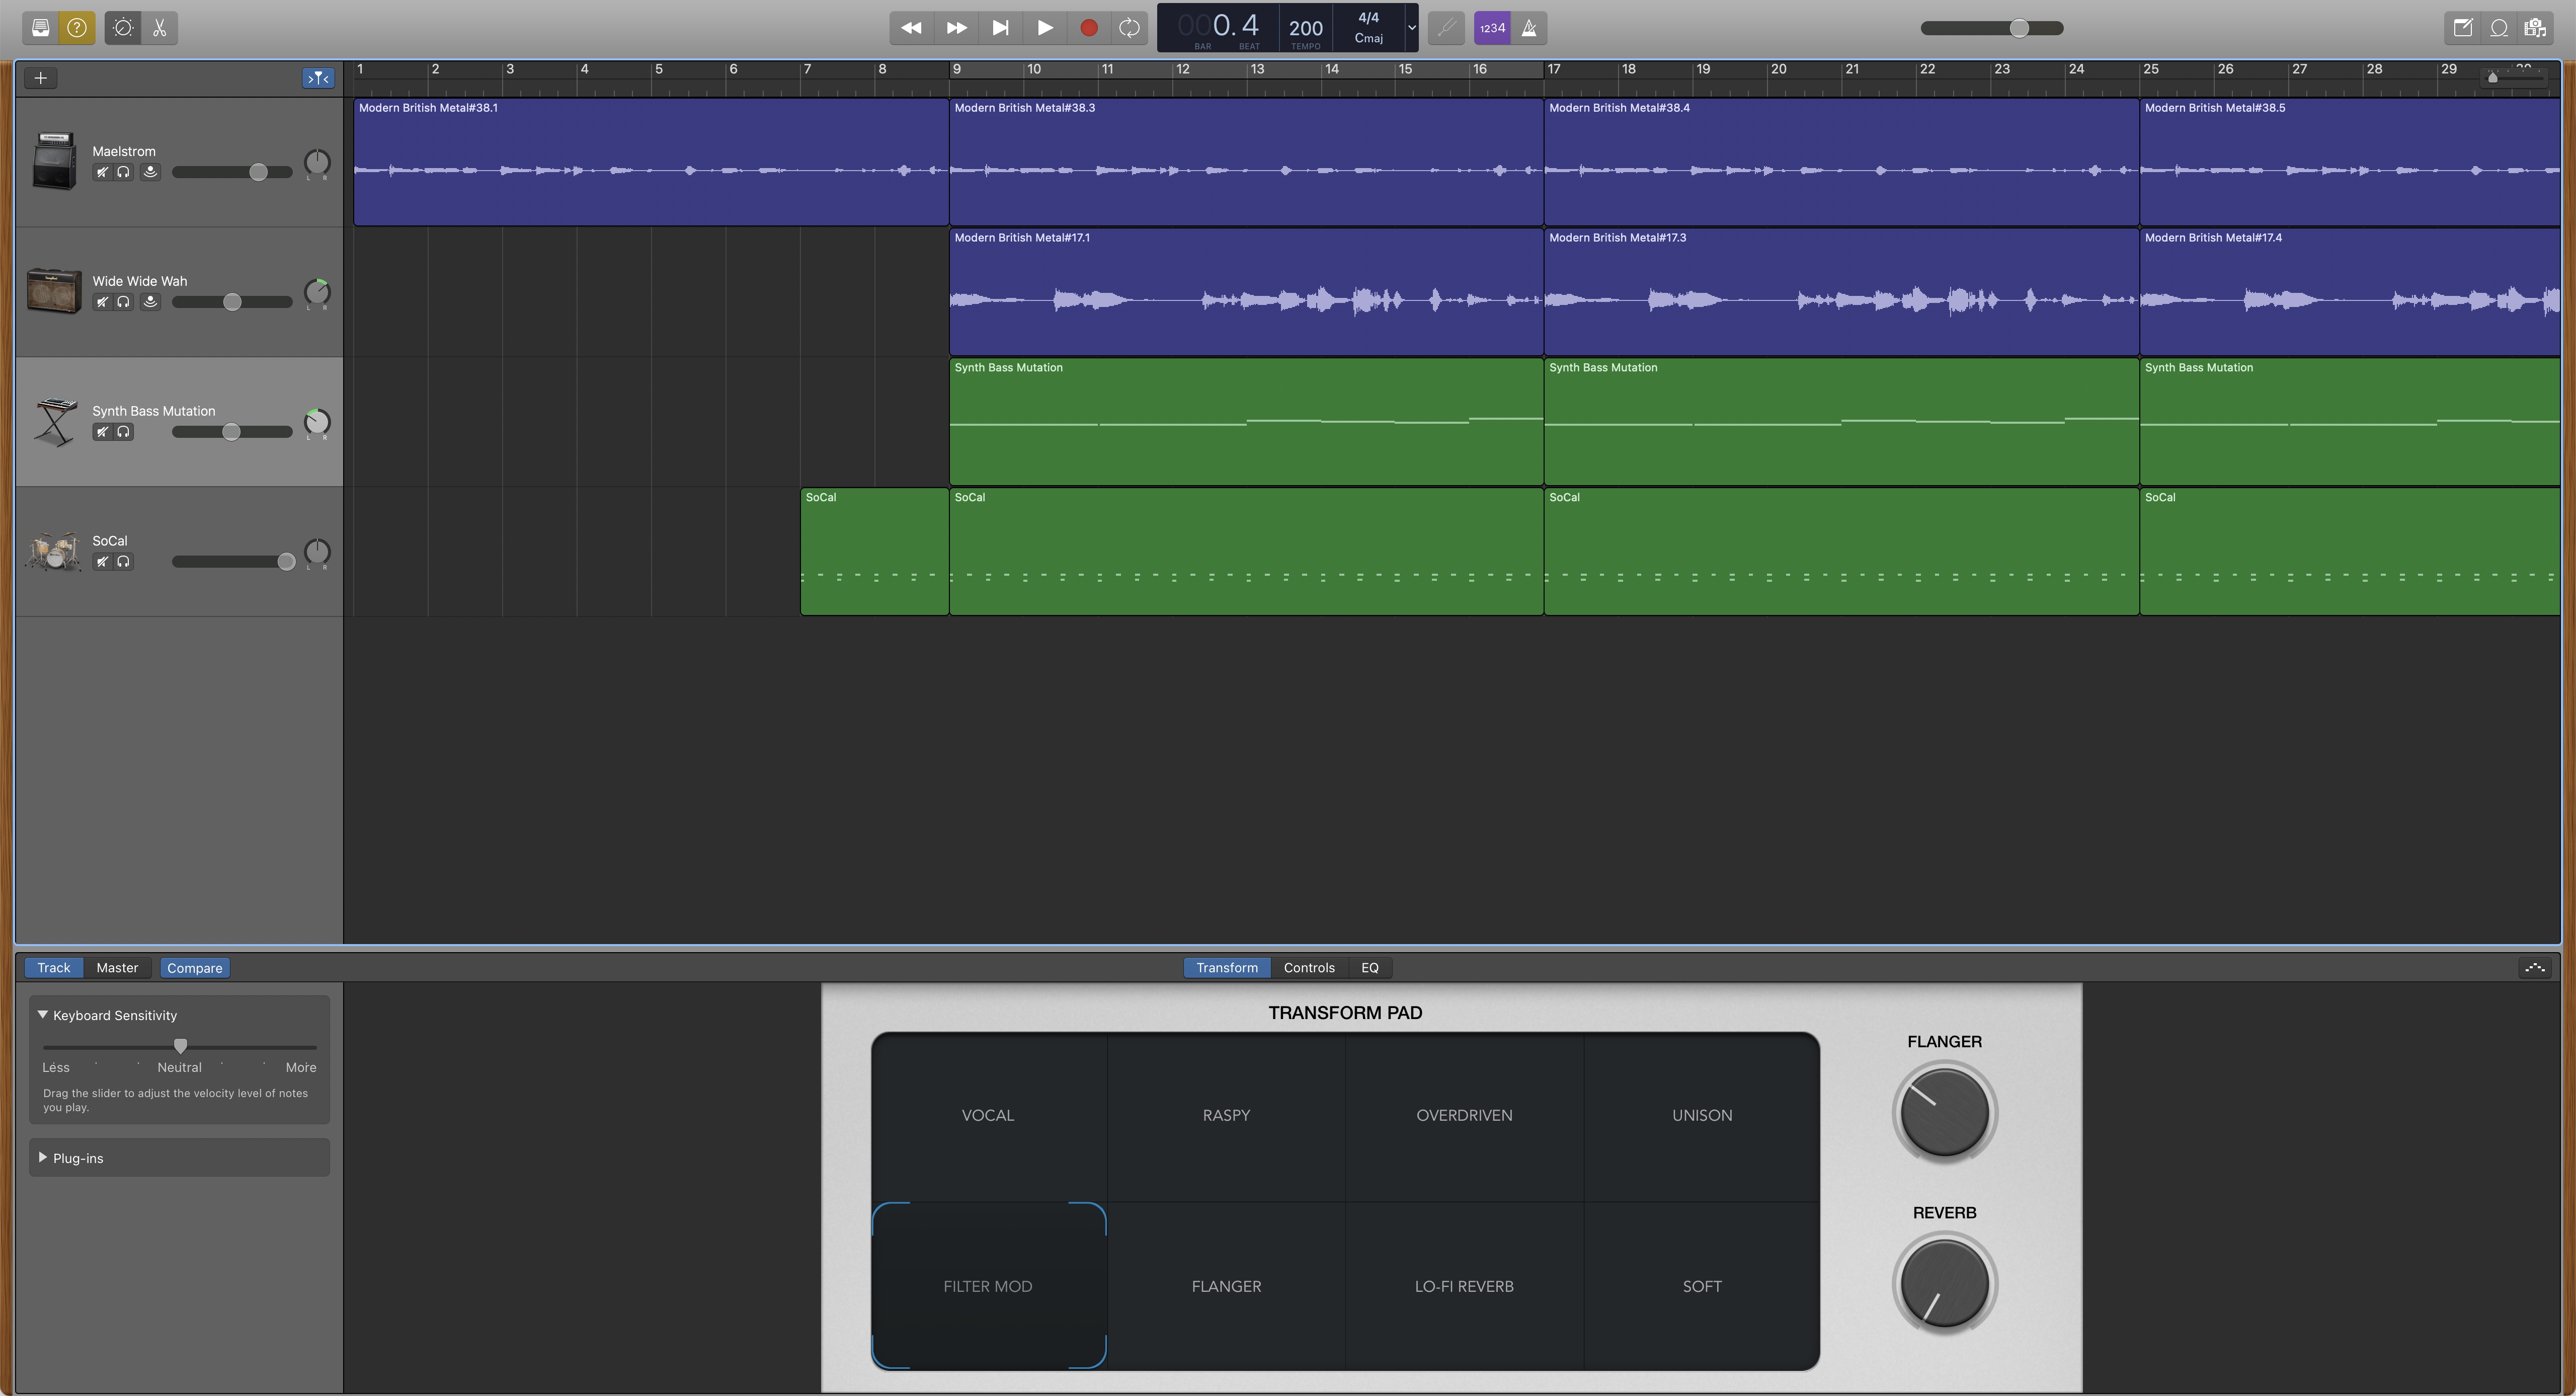 000.4
200
4/4
Cmaj
1234
BAR BEAT TEMPO
1 2 3 4 5 6 7 8 9 10 11 12 13 14 15 16 17 18 19 20 21 22 23 24 25 26 27 28 29
Modern British Metal#38.1 Modern British Metal#38.3 Modern British Metal#38.4 Modern British Metal#38.5
Maelstrom
L R
Modern British Metal#17.1 Modern British Metal#17.3 Modern British Metal#17.4
Wide Wide Wah
L R
Synth Bass Mutation Synth Bass Mutation Synth Bass Mutation
Synth Bass Mutation
L R
SoCal SoCal SoCal SoCal
SoCal
L R
Track Master Compare Transform Controls EQ
Keyboard Sensitivity
Less Neutral More
Drag the slider to adjust the velocity level of notes
you play.
Plug-ins
TRANSFORM PAD
VOCAL RASPY OVERDRIVEN UNISON
FILTER MOD FLANGER LO-FI REVERB SOFT
FLANGER
REVERB